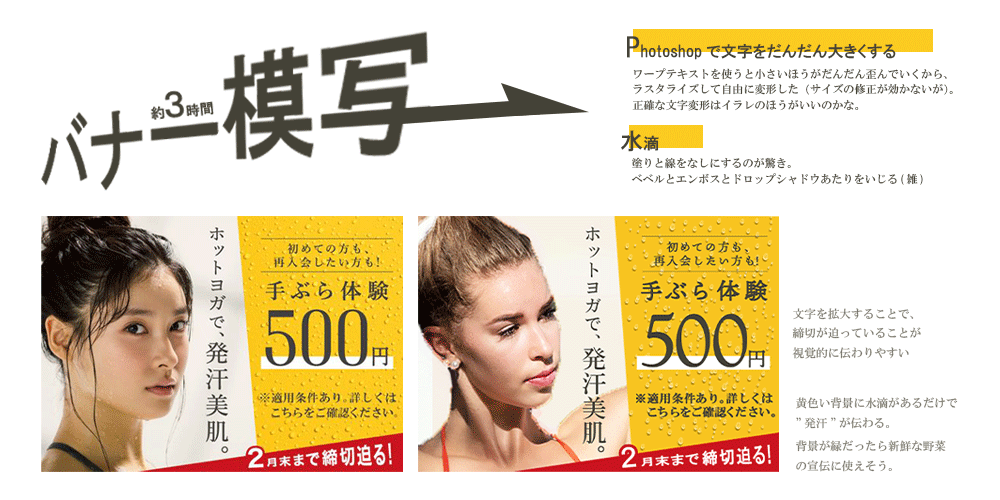 バナー模写
約3時間
Photoshop で文字をだんだん大きくする
ワープテキストを使うと小さいほうがだんだん歪んでいくから、
ラスタライズして自由に変形した（サイズの修正が効かないが）。
正確な文字変形はイラレのほうがいいのかな。
水滴
塗りと線をなしにするのが驚き。
ベベルとエンボスとドロップシャドウあたりをいじる ( 雑 )
ホットヨガで、発汗美肌。
初めての方も、
再入会したい方も!
手ぶら体験
500円
※適用条件あり。詳しくは
こちらをご確認ください。
2月末まで締切迫る!
ホットヨガで、発汗美肌。
初めての方も、
再入会したい方も!
手ぶら体験
500円
※適用条件あり。詳しくは
こちらをご確認ください。
2月末まで締切迫る!
文字を拡大することで、
締切が迫っていることが
視覚的に伝わりやすい
黄色い背景に水滴があるだけで
” 発汗 ” が伝わる。
背景が緑だったら新鮮な野菜
の宣伝に使えそう。